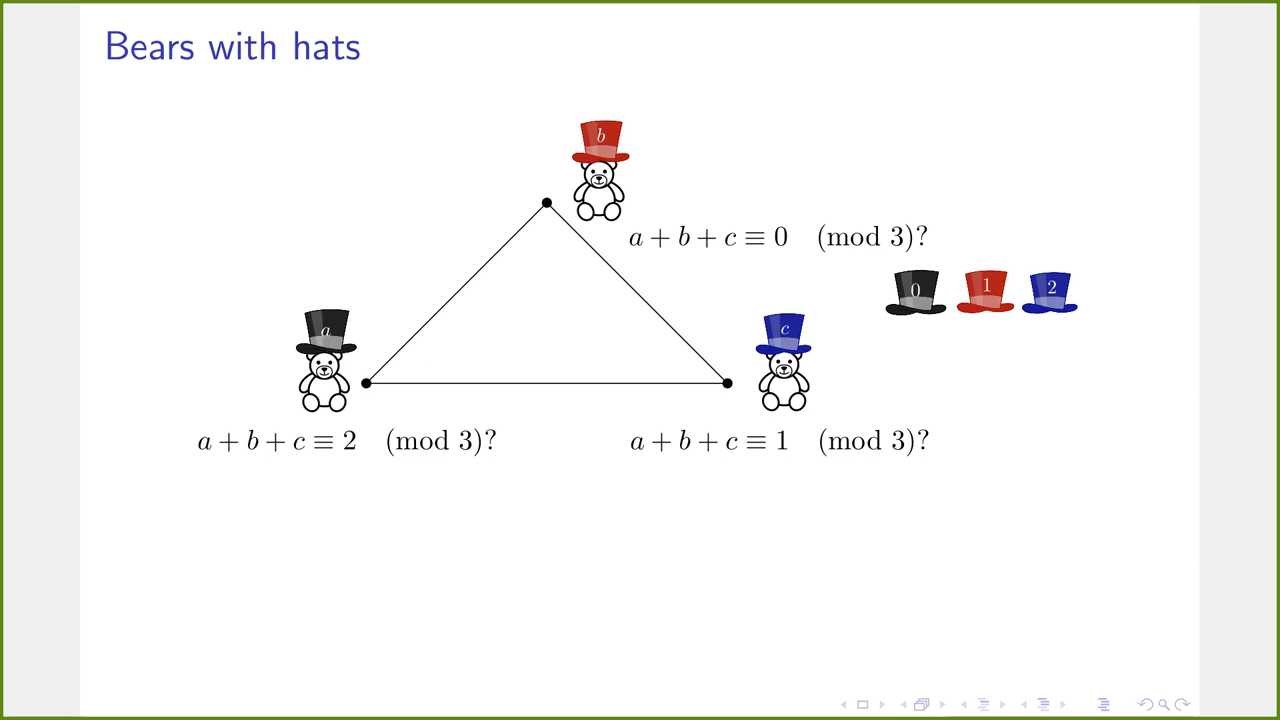 Bears with hats
b
a + b + c ≡ 0 (mod 3)?
0 1 2
a
c
a + b + c ≡ 2 (mod 3)?
a + b + c ≡ 1 (mod 3)?